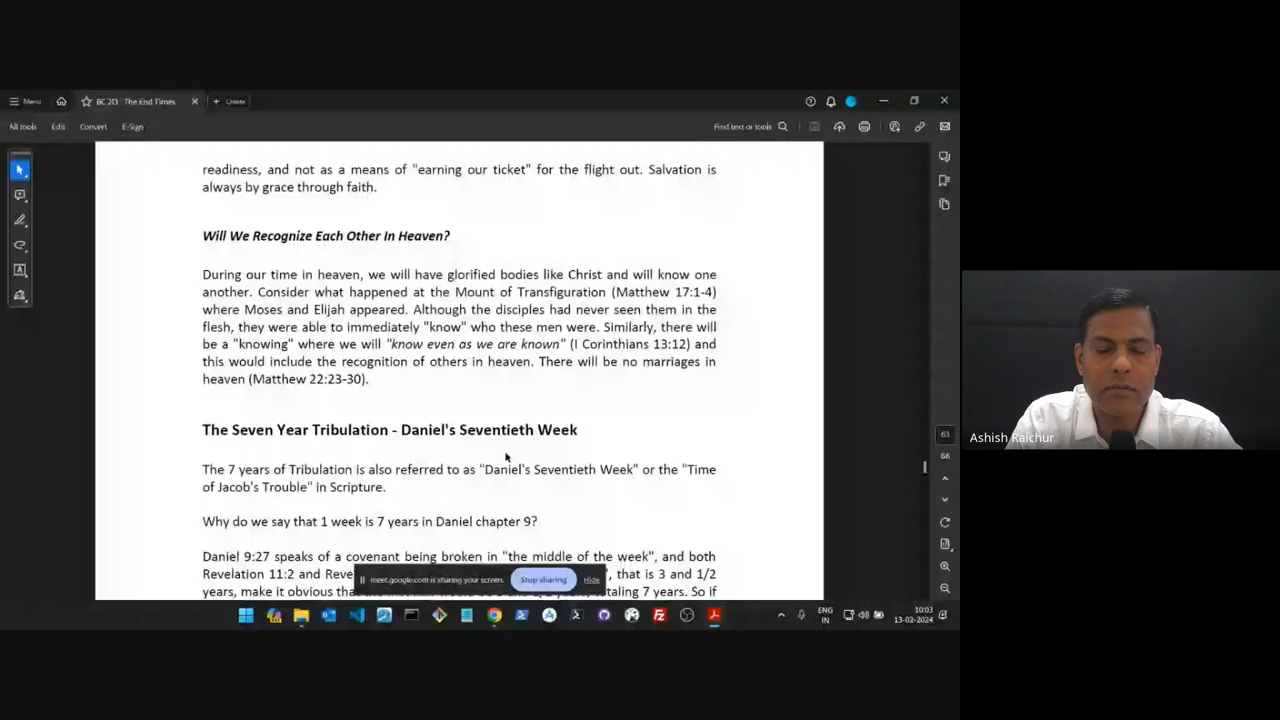 Menu
BC 213 The End Times
+ Create
All tools Edit Convert E-Sign
Find text or tools
readiness, and not as a means of "earning our ticket" for the flight out. Salvation is
always by grace through faith.
Will We Recognize Each Other In Heaven?
During our time in heaven, we will have glorified bodies like Christ and will know one
another. Consider what happened at the Mount of Transfiguration (Matthew 17:1-4)
where Moses and Elijah appeared. Although the disciples had never seen them in the
flesh, they were able to immediately "know" who these men were. Similarly, there will
be a "knowing" where we will "know even as we are known" (I Corinthians 13:12) and
this would include the recognition of others in heaven. There will be no marriages in
heaven (Matthew 22:23-30).
The Seven Year Tribulation - Daniel's Seventieth Week
The 7 years of Tribulation is also referred to as "Daniel's Seventieth Week" or the "Time
of Jacob's Trouble" in Scripture.
Why do we say that 1 week is 7 years in Daniel chapter 9?
Daniel 9:27 speaks of a covenant being broken in "the middle of the week", and both
Revelation 11:2 and that is 3 and 1/2
years, make it obvious totaling 7 years. So if
meet.google.com is sharing your screen.
Stop sharing
Hide
63
66
Ashish Raichur
ENG
IN
10:03
13-02-2024